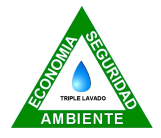 ECONOMIA
SEGURIDAD
TRIPLE LAVADO
AMBIENTE